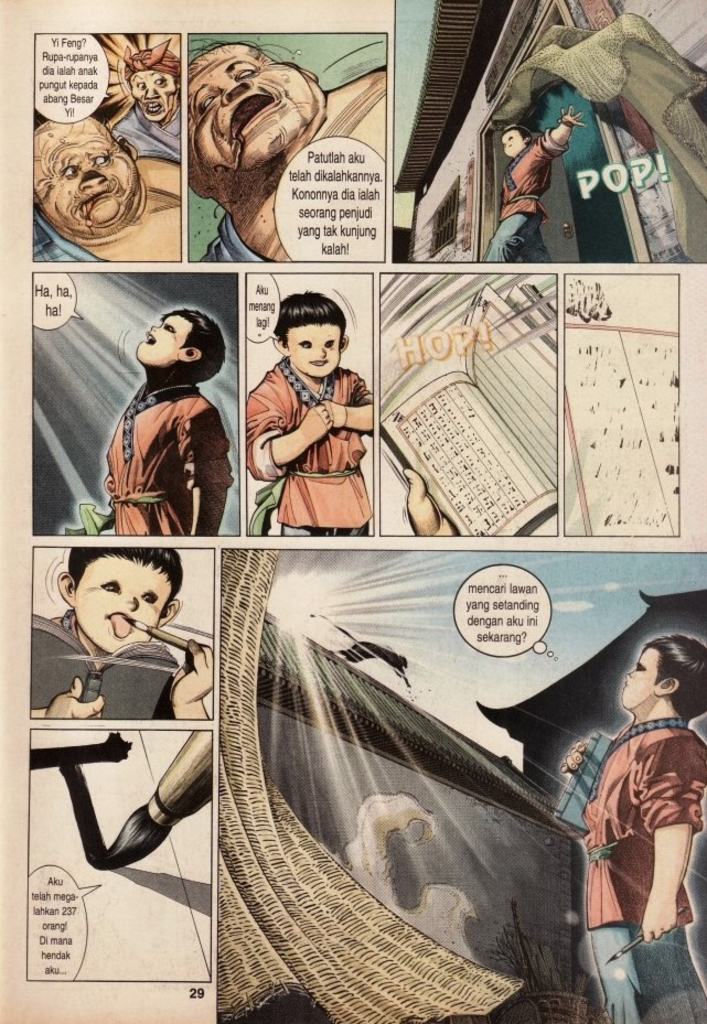 Yi Feng?
Rupa-rupanya
dia ialah anak
pungut kepada
abang Besar
Yi!
Patutlah aku
telah dikalahkannya.
Kononnya dia ialah
seorang penjudi
yang tak kunjung
kalah!
POP!
Ha, ha,
ha!
Aku
menang
lagi!
HOP!
...
mencari lawan
yang setanding
dengan aku ini
sekarang?
Aku
telah menga-
lahkan 237
orang!
Di mana
hendak
aku...
29